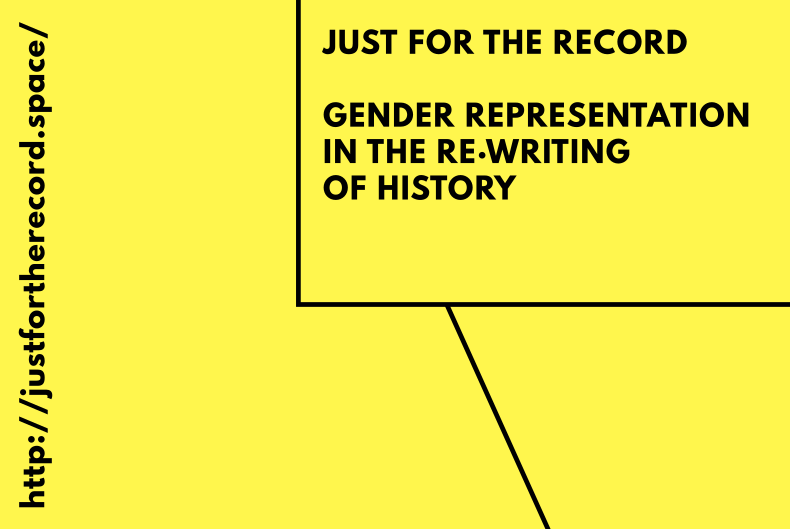 http://justfortherecord.space/
JUST FOR THE RECORD
GENDER REPRESENTATION
IN THE RE·WRITING
OF HISTORY